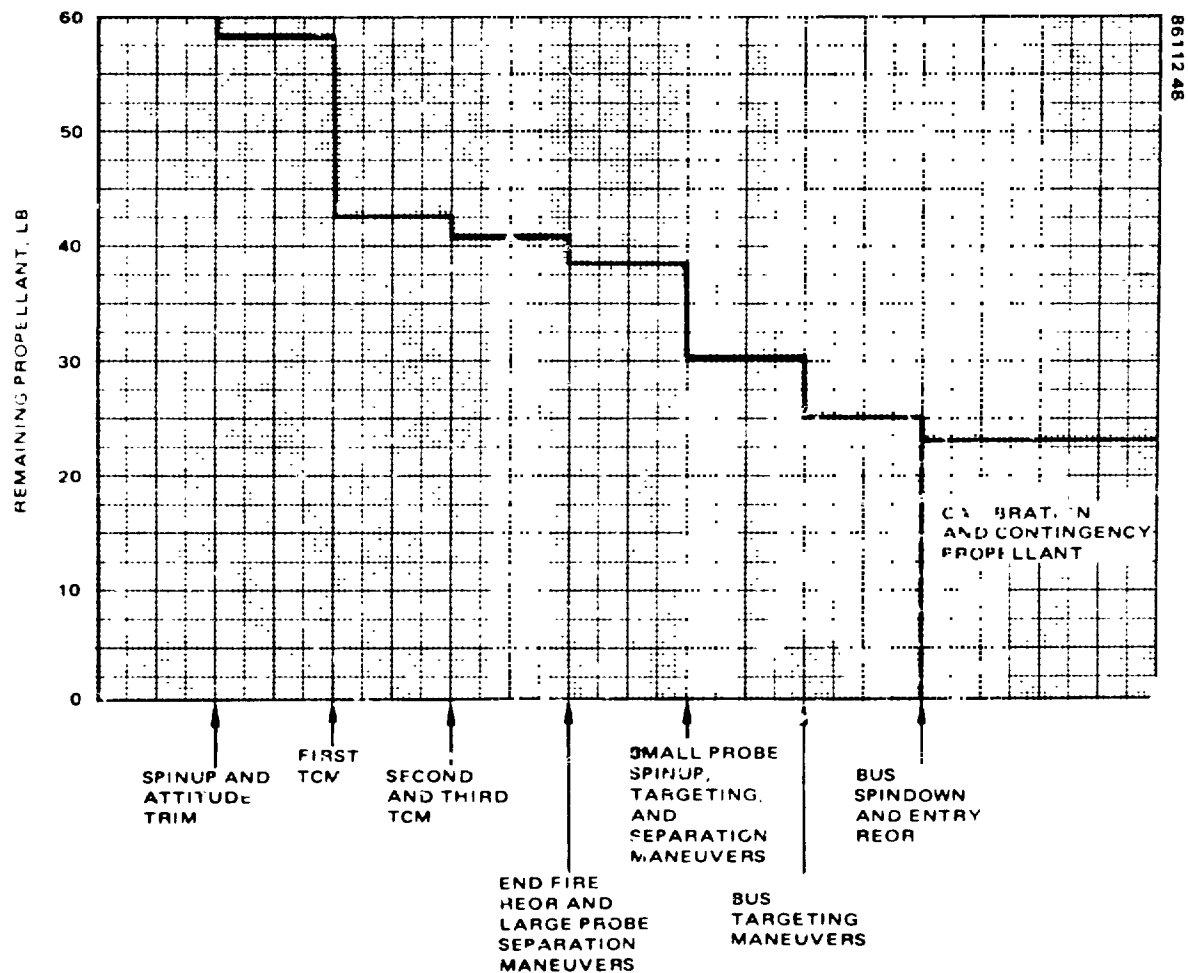 60
50
40
30
20
10
0
REMAINING PROPELLANT, LB
86112 48
AND CONTINGENCY
PROPELLANT
SPINUP AND
ATTITUDE
TRIM
FIRST
TCM
SECOND
AND THIRD
TCM
END FIRE
REOR AND
LARGE PROBE
SEPARATION
MANEUVERS
SMALL PROBE
SPINUP,
TARGETING,
AND
SEPARATION
MANEUVERS
BUS
TARGETING
MANEUVERS
BUS
SPINDOWN
AND ENTRY
REOR